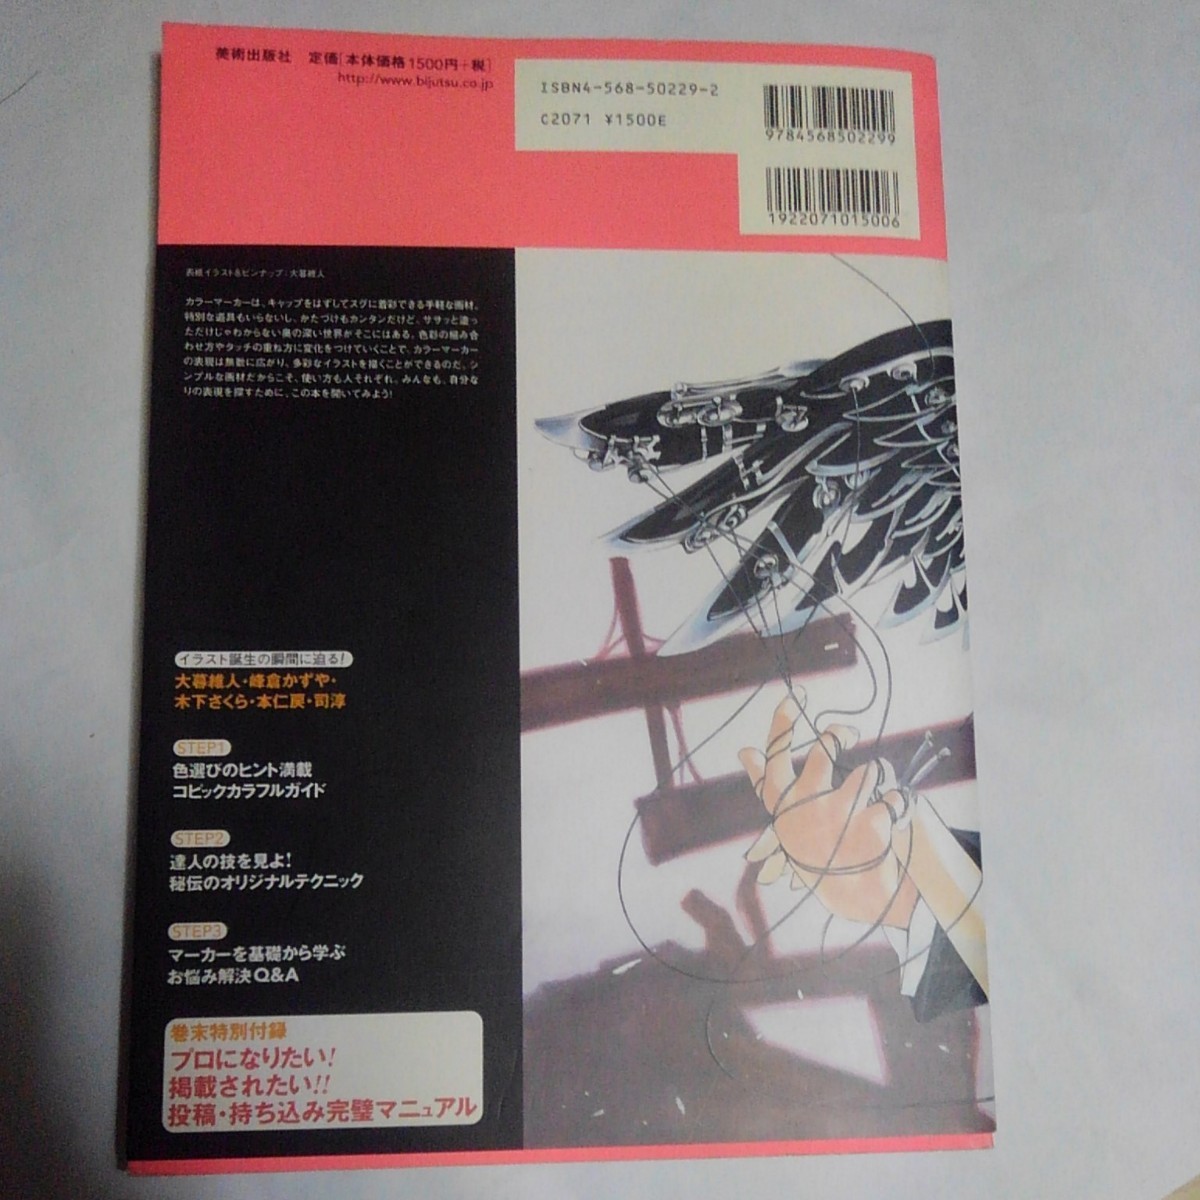 美術出版社　定価[本体価格1500円+税]
http://www.bijutsu.co.jp
ISBN4-568-50229-2
C2071 ¥1500E
9784568502299
1922071015006
表紙イラスト&ピンナップ：大暮維人
カラーマーカーは、キャップをはずしてスグに着彩できる手軽な画材。
特別な道具もいらないし、かたづけもカンタンだけど、ササッと塗っ
ただけじゃわからない奥の深い世界がそこにはある。色彩の組み合
わせ方やタッチの重ね方に変化をつけていくことで、カラーマーカー
の表現は無数に広がり、多彩なイラストを描くことができるのだ。シ
ンプルな画材だからこそ、使い方も人それぞれ。みんなも、自分な
りの表現を探すために、この本を開いてみよう!
イラスト誕生の瞬間に迫る!
大暮維人・峰倉かずや・
木下さくら・本仁戻・司淳
STEP1
色選びのヒント満載
コピックカラフルガイド
STEP2
達人の技を見よ!
秘伝のオリジナルテクニック
STEP3
マーカーを基礎から学ぶ
お悩み解決Q&A
巻末特別付録
プロになりたい!
掲載されたい!!
投稿・持ち込み完璧マニュアル